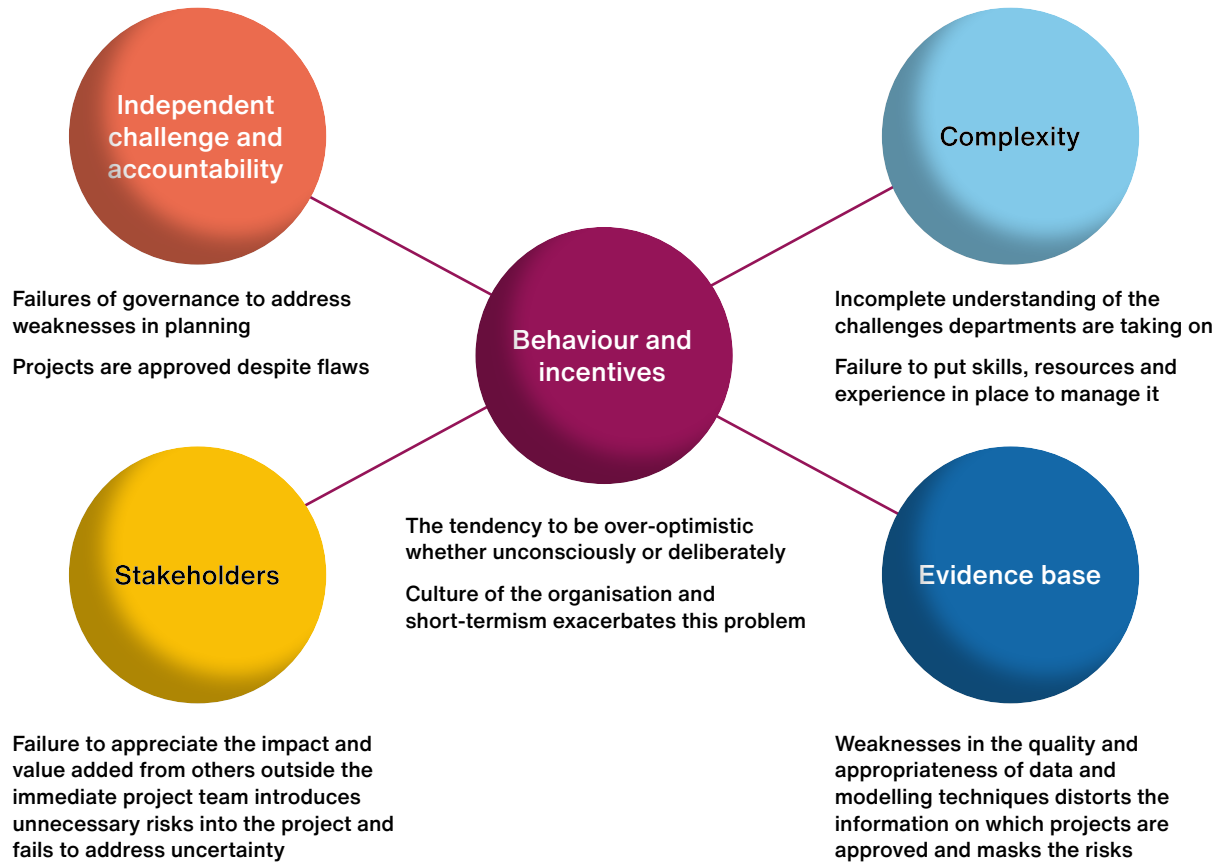 Independent
challenge and
accountability
Failures of governance to address
weaknesses in planning
Projects are approved despite flaws
Complexity
Incomplete understanding of the
challenges departments are taking on
Failure to put skills, resources and
experience in place to manage it
Behaviour and
incentives
The tendency to be over-optimistic
whether unconsciously or deliberately
Culture of the organisation and
short-termism exacerbates this problem
Stakeholders
Failure to appreciate the impact and
value added from others outside the
immediate project team introduces
unnecessary risks into the project and
fails to address uncertainty
Evidence base
Weaknesses in the quality and
appropriateness of data and
modelling techniques distorts the
information on which projects are
approved and masks the risks